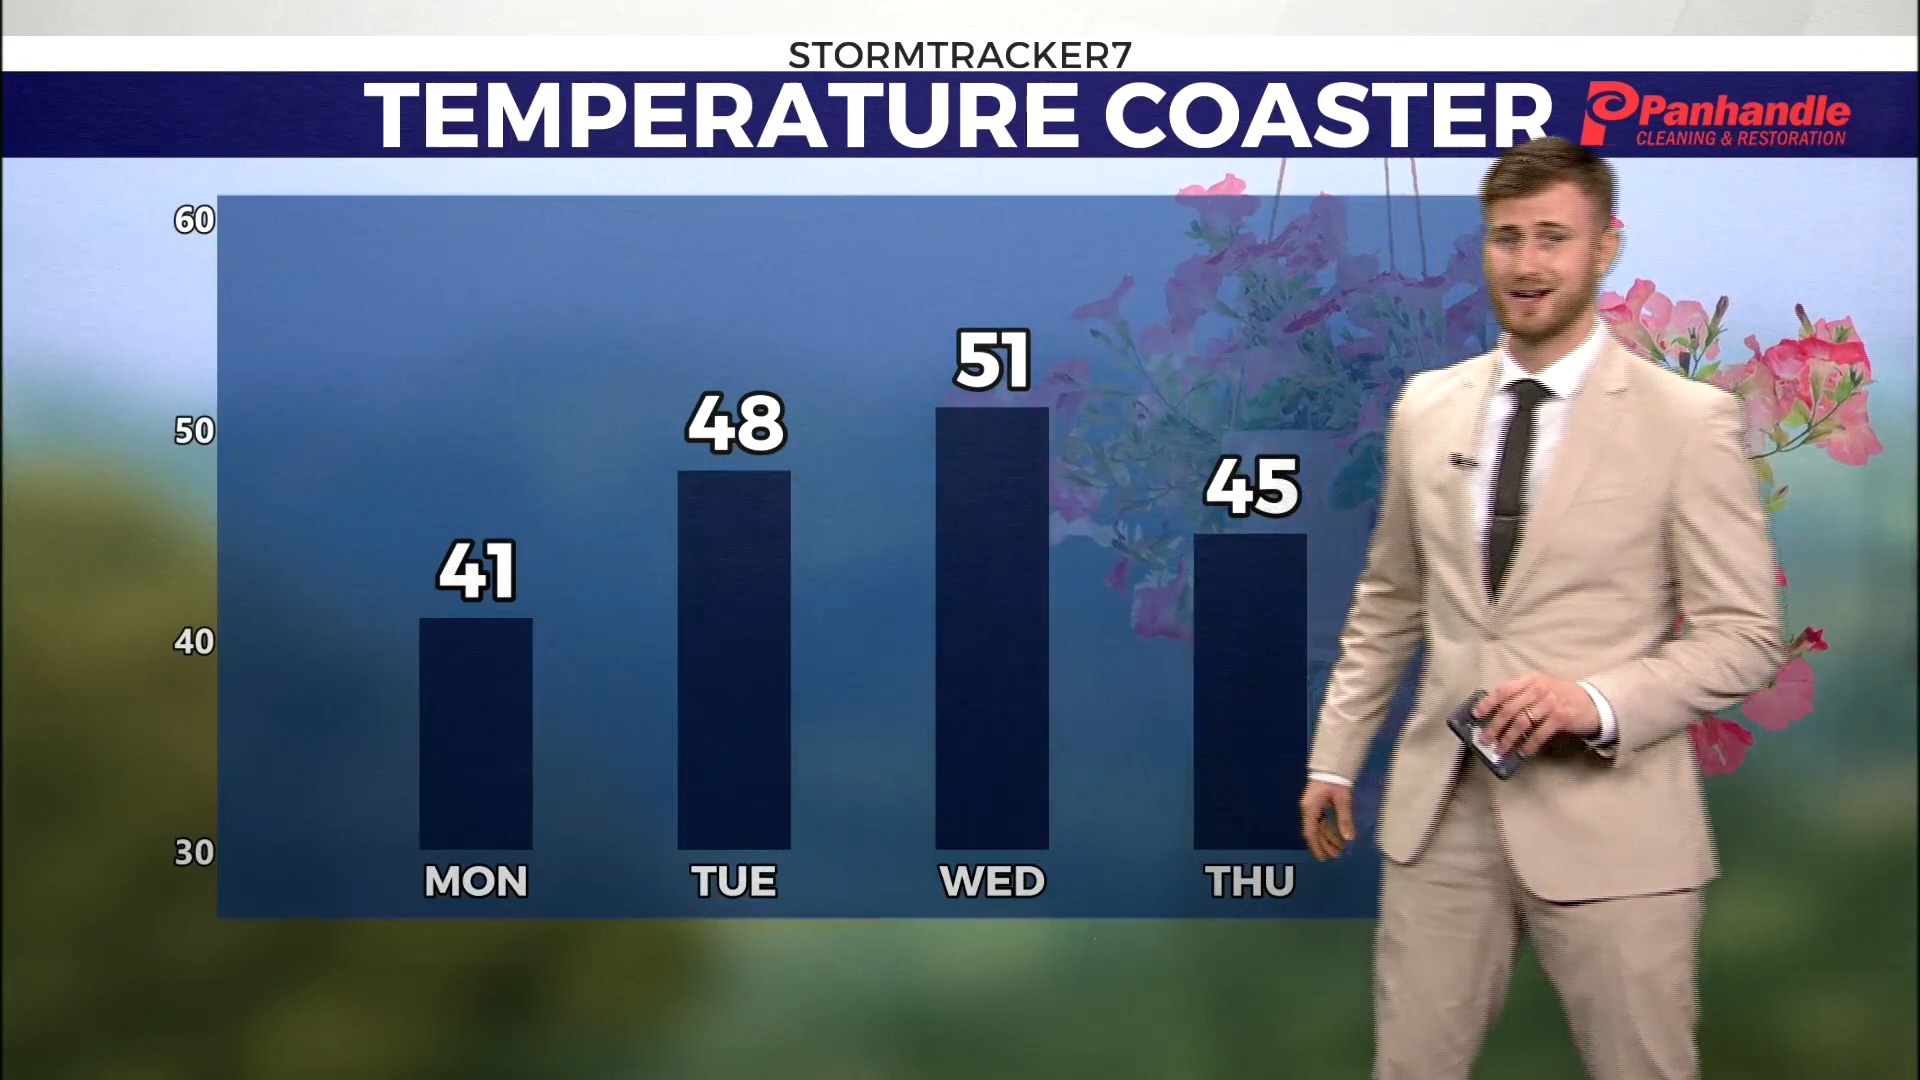 STORMTRACKER7
TEMPERATURE COASTER
Panhandle
CLEANING & RESTORATION
60
50
40
30
41
48
51
45
MON TUE WED THU